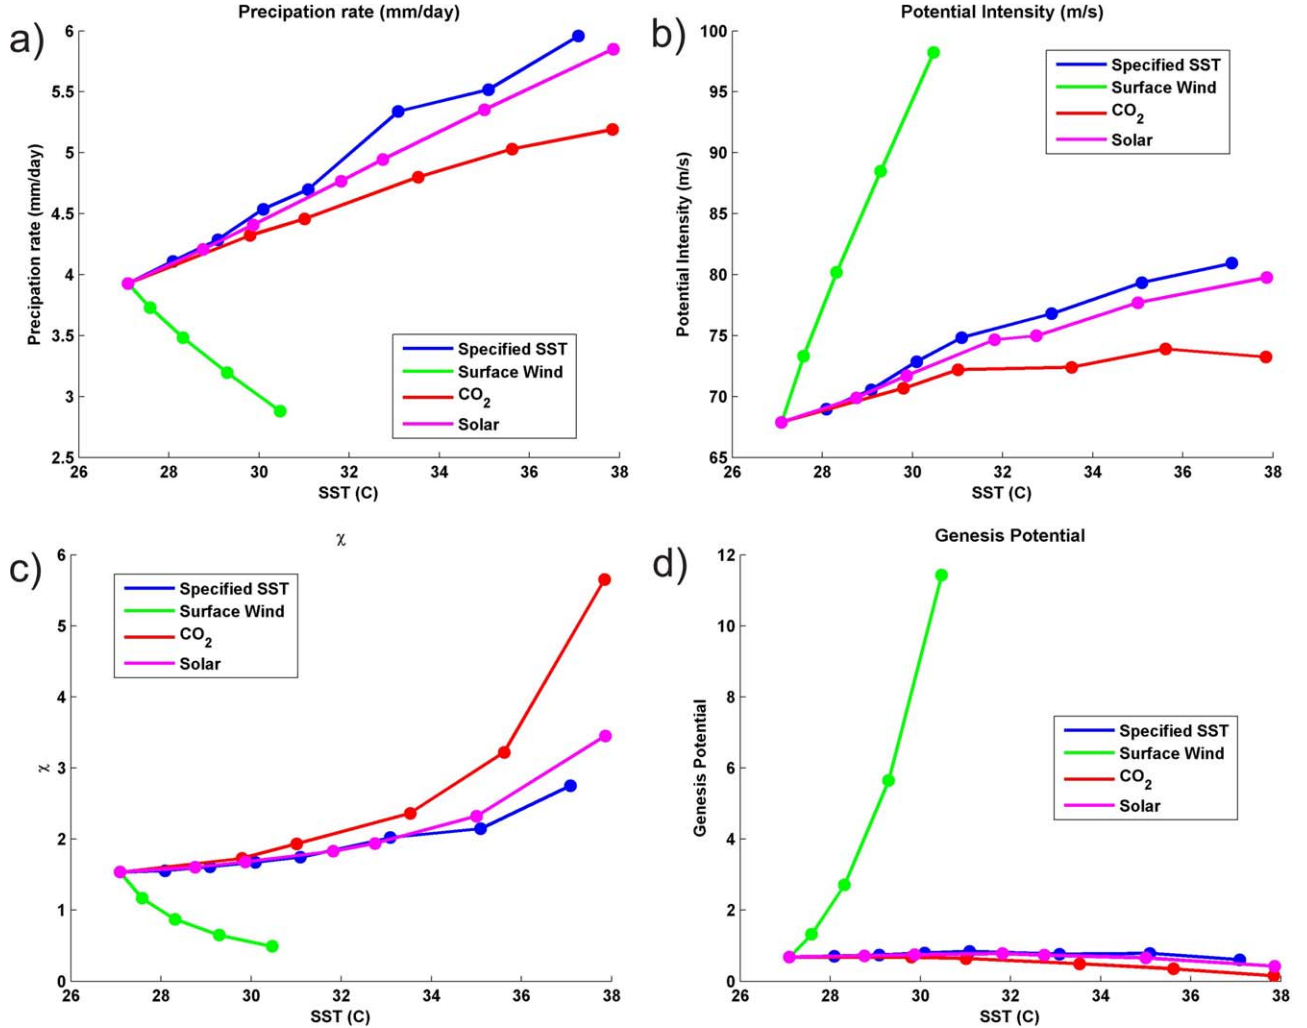 a)
Precipation rate (mm/day)
Precipation rate (mm/day)
6
5.5
5
4.5
4
3.5
3
2.5
26 28 30 32 34 36 38
SST (C)
Specified SST
Surface Wind
CO2
Solar
b)
Potential Intensity (m/s)
Potential Intensity (m/s)
100
95
90
85
80
75
70
65
26 28 30 32 34 36 38
SST (C)
Specified SST
Surface Wind
CO2
Solar
c)
χ
χ
6
5
4
3
2
1
0
26 28 30 32 34 36 38
SST (C)
Specified SST
Surface Wind
CO2
Solar
d)
Genesis Potential
Genesis Potential
12
10
8
6
4
2
0
26 28 30 32 34 36 38
SST (C)
Specified SST
Surface Wind
CO2
Solar